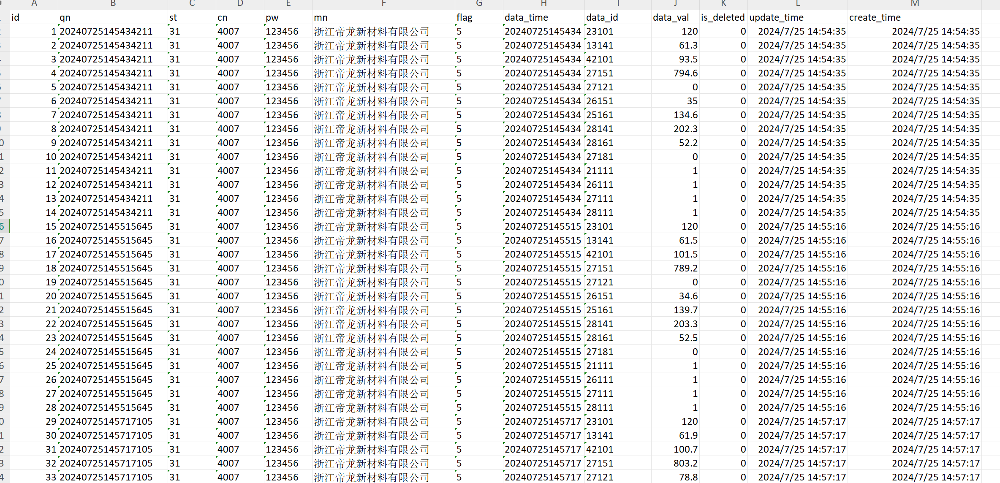 A B C D E F G H I J K L M
id qn st cn pw mn flag data_time data_id data_val is_deleted update_time create_time
1 20240725145434211 31 4007 123456 浙江帝龙新材料有限公司 5 20240725145434 23101 120 0 2024/7/25 14:54:35 2024/7/25 14:54:35
2 20240725145434211 31 4007 123456 浙江帝龙新材料有限公司 5 20240725145434 13141 61.3 0 2024/7/25 14:54:35 2024/7/25 14:54:35
3 20240725145434211 31 4007 123456 浙江帝龙新材料有限公司 5 20240725145434 42101 93.5 0 2024/7/25 14:54:35 2024/7/25 14:54:35
4 20240725145434211 31 4007 123456 浙江帝龙新材料有限公司 5 20240725145434 27151 794.6 0 2024/7/25 14:54:35 2024/7/25 14:54:35
5 20240725145434211 31 4007 123456 浙江帝龙新材料有限公司 5 20240725145434 27121 0 0 2024/7/25 14:54:35 2024/7/25 14:54:35
6 20240725145434211 31 4007 123456 浙江帝龙新材料有限公司 5 20240725145434 26151 35 0 2024/7/25 14:54:35 2024/7/25 14:54:35
7 20240725145434211 31 4007 123456 浙江帝龙新材料有限公司 5 20240725145434 25161 134.6 0 2024/7/25 14:54:35 2024/7/25 14:54:35
8 20240725145434211 31 4007 123456 浙江帝龙新材料有限公司 5 20240725145434 28141 202.3 0 2024/7/25 14:54:35 2024/7/25 14:54:35
9 20240725145434211 31 4007 123456 浙江帝龙新材料有限公司 5 20240725145434 28161 52.2 0 2024/7/25 14:54:35 2024/7/25 14:54:35
10 20240725145434211 31 4007 123456 浙江帝龙新材料有限公司 5 20240725145434 27181 0 0 2024/7/25 14:54:35 2024/7/25 14:54:35
11 20240725145434211 31 4007 123456 浙江帝龙新材料有限公司 5 20240725145434 21111 1 0 2024/7/25 14:54:35 2024/7/25 14:54:35
12 20240725145434211 31 4007 123456 浙江帝龙新材料有限公司 5 20240725145434 26111 1 0 2024/7/25 14:54:35 2024/7/25 14:54:35
13 20240725145434211 31 4007 123456 浙江帝龙新材料有限公司 5 20240725145434 27111 1 0 2024/7/25 14:54:35 2024/7/25 14:54:35
14 20240725145434211 31 4007 123456 浙江帝龙新材料有限公司 5 20240725145434 28111 1 0 2024/7/25 14:54:35 2024/7/25 14:54:35
15 20240725145515645 31 4007 123456 浙江帝龙新材料有限公司 5 20240725145515 23101 120 0 2024/7/25 14:55:16 2024/7/25 14:55:16
16 20240725145515645 31 4007 123456 浙江帝龙新材料有限公司 5 20240725145515 13141 61.5 0 2024/7/25 14:55:16 2024/7/25 14:55:16
17 20240725145515645 31 4007 123456 浙江帝龙新材料有限公司 5 20240725145515 42101 101.5 0 2024/7/25 14:55:16 2024/7/25 14:55:16
18 20240725145515645 31 4007 123456 浙江帝龙新材料有限公司 5 20240725145515 27151 789.2 0 2024/7/25 14:55:16 2024/7/25 14:55:16
19 20240725145515645 31 4007 123456 浙江帝龙新材料有限公司 5 20240725145515 27121 0 0 2024/7/25 14:55:16 2024/7/25 14:55:16
20 20240725145515645 31 4007 123456 浙江帝龙新材料有限公司 5 20240725145515 26151 34.6 0 2024/7/25 14:55:16 2024/7/25 14:55:16
21 20240725145515645 31 4007 123456 浙江帝龙新材料有限公司 5 20240725145515 25161 139.7 0 2024/7/25 14:55:16 2024/7/25 14:55:16
22 20240725145515645 31 4007 123456 浙江帝龙新材料有限公司 5 20240725145515 28141 203.3 0 2024/7/25 14:55:16 2024/7/25 14:55:16
23 20240725145515645 31 4007 123456 浙江帝龙新材料有限公司 5 20240725145515 28161 52.5 0 2024/7/25 14:55:16 2024/7/25 14:55:16
24 20240725145515645 31 4007 123456 浙江帝龙新材料有限公司 5 20240725145515 27181 0 0 2024/7/25 14:55:16 2024/7/25 14:55:16
25 20240725145515645 31 4007 123456 浙江帝龙新材料有限公司 5 20240725145515 21111 1 0 2024/7/25 14:55:16 2024/7/25 14:55:16
26 20240725145515645 31 4007 123456 浙江帝龙新材料有限公司 5 20240725145515 26111 1 0 2024/7/25 14:55:16 2024/7/25 14:55:16
27 20240725145515645 31 4007 123456 浙江帝龙新材料有限公司 5 20240725145515 27111 1 0 2024/7/25 14:55:16 2024/7/25 14:55:16
28 20240725145515645 31 4007 123456 浙江帝龙新材料有限公司 5 20240725145515 28111 1 0 2024/7/25 14:55:16 2024/7/25 14:55:16
29 20240725145717105 31 4007 123456 浙江帝龙新材料有限公司 5 20240725145717 23101 120 0 2024/7/25 14:57:17 2024/7/25 14:57:17
30 20240725145717105 31 4007 123456 浙江帝龙新材料有限公司 5 20240725145717 13141 61.9 0 2024/7/25 14:57:17 2024/7/25 14:57:17
31 20240725145717105 31 4007 123456 浙江帝龙新材料有限公司 5 20240725145717 42101 100.7 0 2024/7/25 14:57:17 2024/7/25 14:57:17
32 20240725145717105 31 4007 123456 浙江帝龙新材料有限公司 5 20240725145717 27151 803.2 0 2024/7/25 14:57:17 2024/7/25 14:57:17
33 20240725145717105 31 4007 123456 浙江帝龙新材料有限公司 5 20240725145717 27121 78.8 0 2024/7/25 14:57:17 2024/7/25 14:57:17